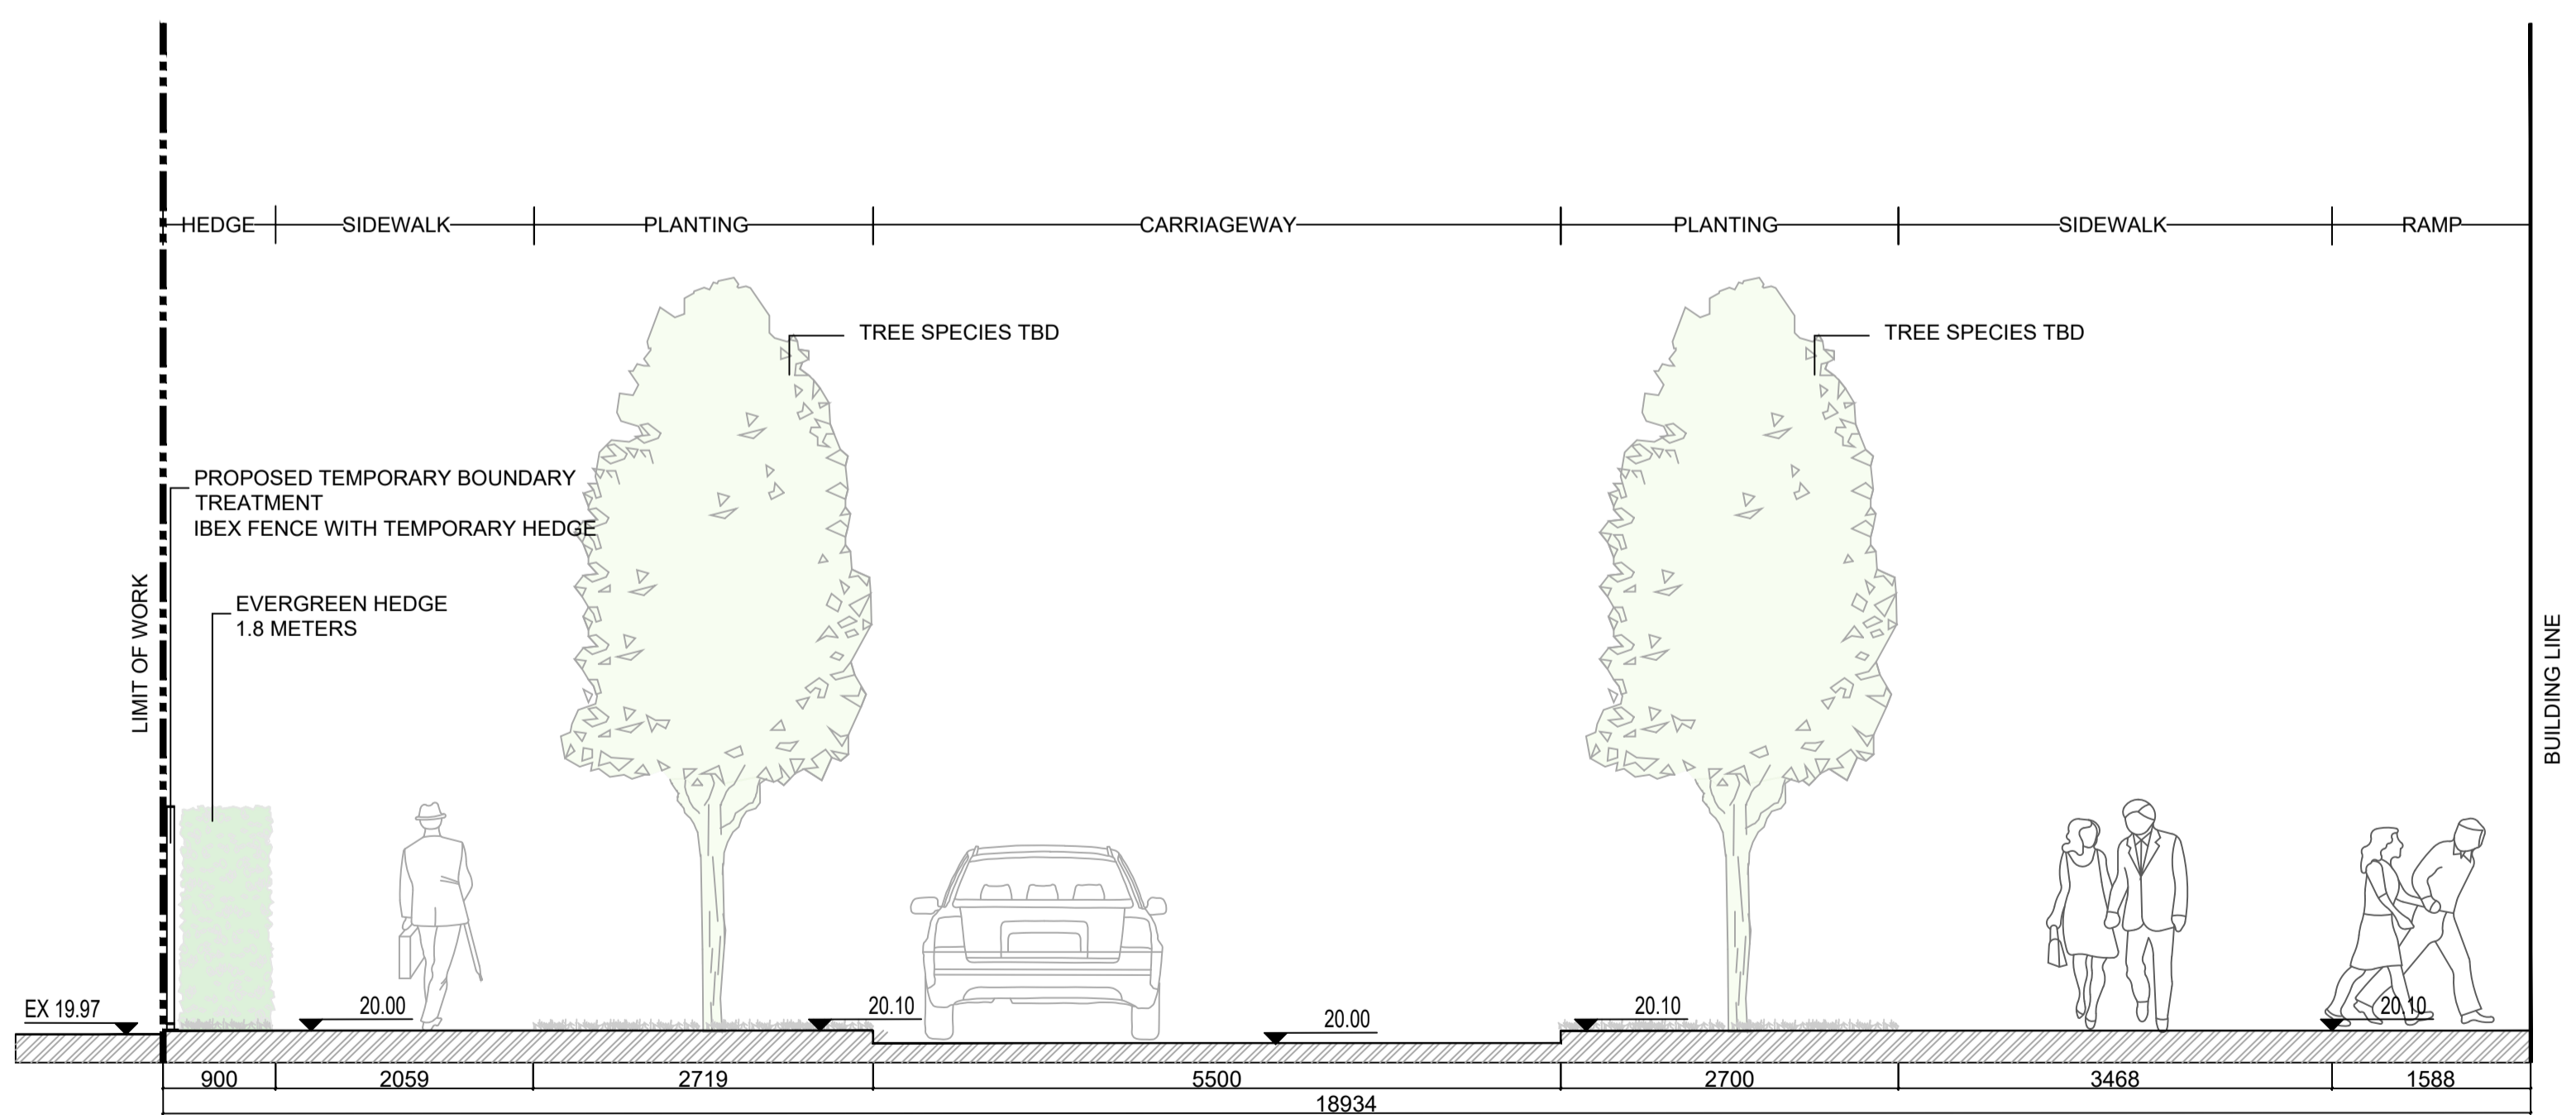 HEDGE SIDEWALK PLANTING CARRIAGEWAY PLANTING SIDEWALK RAMP
TREE SPECIES TBD
TREE SPECIES TBD
PROPOSED TEMPORARY BOUNDARY
TREATMENT
IBEX FENCE WITH TEMPORARY HEDGE
EVERGREEN HEDGE
1.8 METERS
LIMIT OF WORK
BUILDING LINE
EX 19.97
20.00
20.10
20.00
20.10
20.10
900 2059 2719 5500 2700 3468 1588
18934